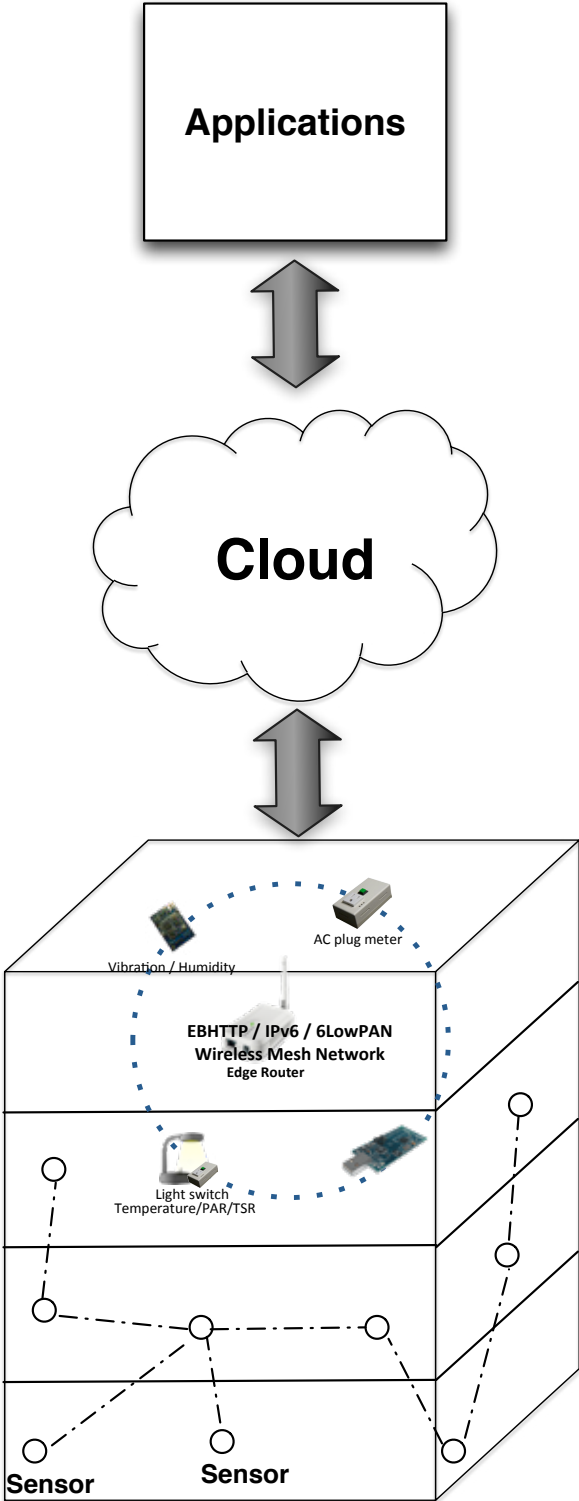 Applications
Cloud
AC plug meter
Vibration / Humidity
EBHTTP / IPv6 / 6LowPAN
Wireless Mesh Network
Edge Router
Light switch
Temperature/PAR/TSR
Sensor
Sensor